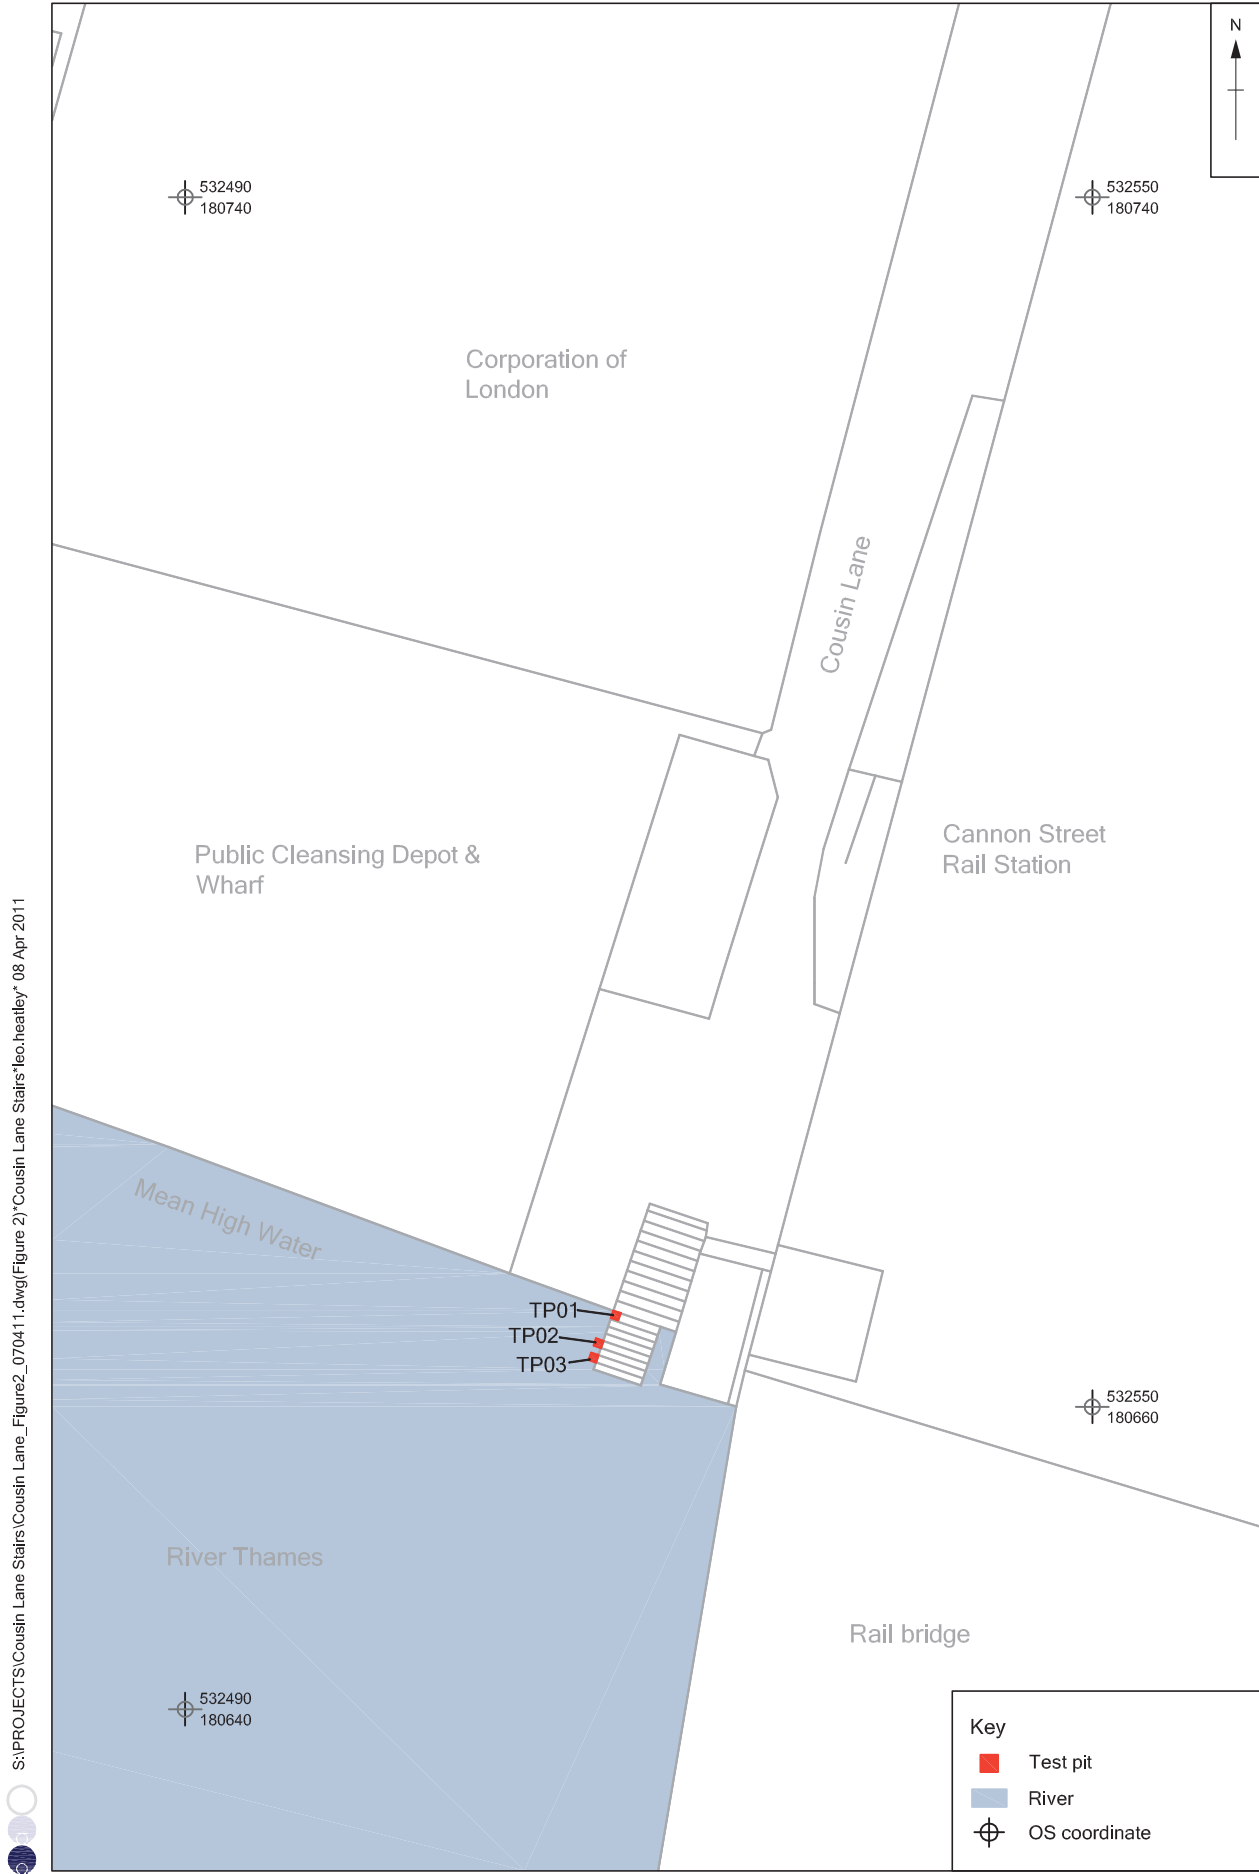 N
532490
180740
532550
180740
Corporation of
London
Cousin Lane
Cannon Street
Rail Station
Public Cleansing Depot &
Wharf
Mean High Water
TP01
TP02
TP03
532550
180660
River Thames
Rail bridge
532490
180640
Key
Test pit
River
OS coordinate
S:\PROJECTS\Cousin Lane Stairs\Cousin Lane_Figure2_070411.dwg(Figure 2)*Cousin Lane Stairs*leo.heatley* 08 Apr 2011